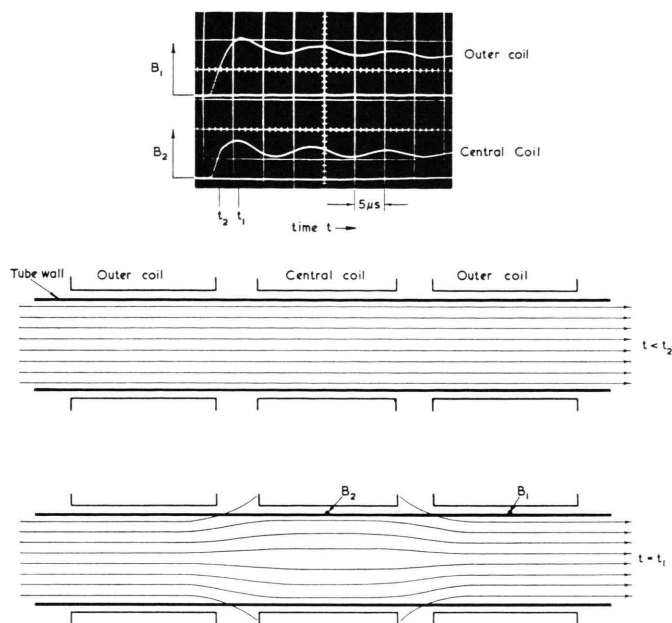 Outer coil
B₁
B₂
Central Coil
5μs
t₂ t₁
time t →
Tube wall
Outer coil Central coil Outer coil
t < t₂
B₂ B₁
t = t₁